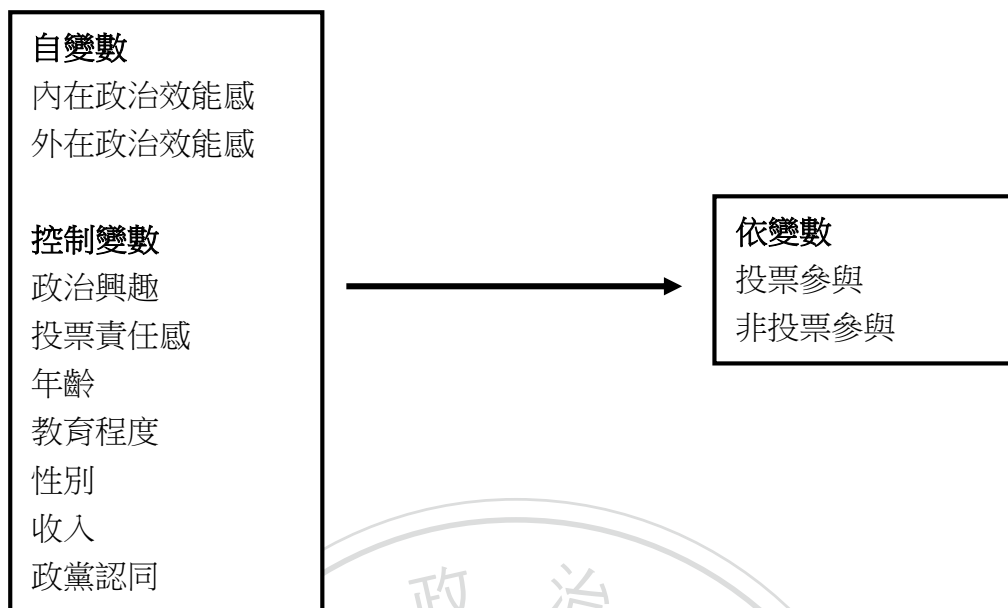 自變數
內在政治效能感
外在政治效能感
控制變數
政治興趣
投票責任感
年齡
教育程度
性別
收入
政黨認同
依變數
投票參與
非投票參與
政 治